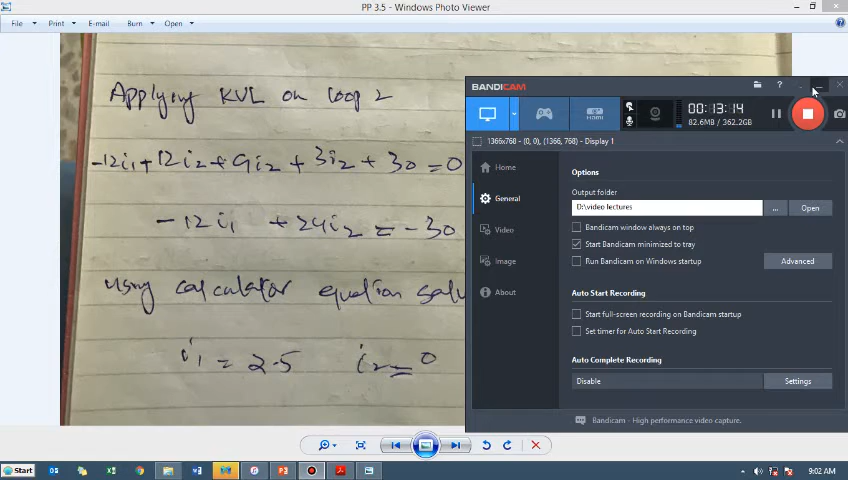 PP 3.5 - Windows Photo Viewer
File Print E-mail Burn Open
Applying KVL on loop 2
-12i1 + 12i2 + 9i2 + 3i2 + 30 = 0
-12i1 + 24i2 = -30
using calculator equation
i1 = 2.5 i2 = 0
BANDICAM
HDMI
00:13:14
82.6MB / 362.2GB
1366x768 - (0, 0), (1366, 768) - Display 1
Home
General
Video
Image
About
Options
Output folder
D:\video lectures
... Open
Bandicam window always on top
Start Bandicam minimized to tray
Run Bandicam on Windows startup
Advanced
Auto Start Recording
Start full-screen recording on Bandicam startup
Set timer for Auto Start Recording
Auto Complete Recording
Disable
Settings
Bandicam - High performance video capture.
Start
9:02 AM